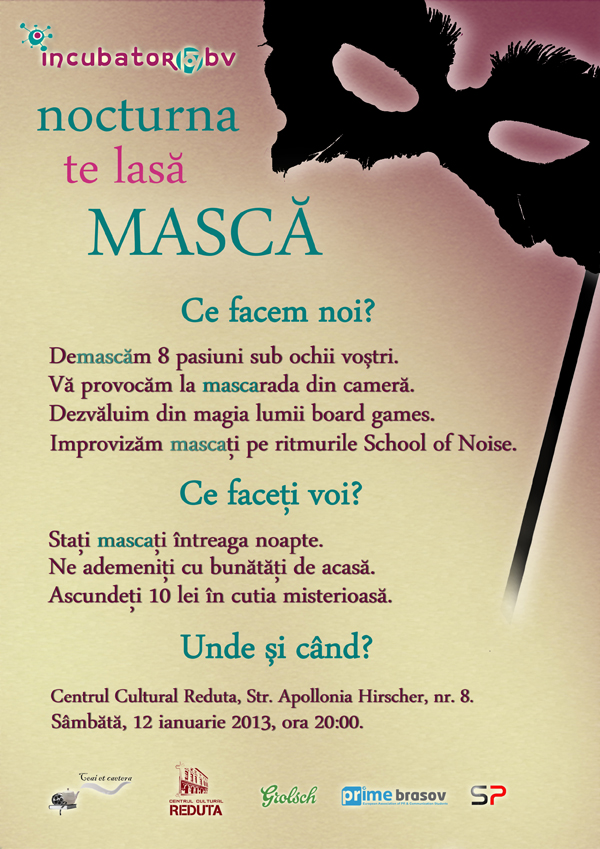 incubator 107 bv
nocturna
te lasă
MASCĂ
Ce facem noi?
Demascăm 8 pasiuni sub ochii voștri.
Vă provocăm la mascarada din cameră.
Dezvăluim din magia lumii board games.
Improvizăm mascați pe ritmurile School of Noise.
Ce faceți voi?
Stați mascați întreaga noapte.
Ne ademeniți cu bunătăți de acasă.
Ascundeți 10 lei în cutia misterioasă.
Unde și când?
Centrul Cultural Reduta, Str. Apollonia Hirscher, nr. 8.
Sâmbătă, 12 ianuarie 2013, ora 20:00.
Ceai et caetera
CENTRUL CULTURAL
REDUTA
Grolsch
prime brasov
SP